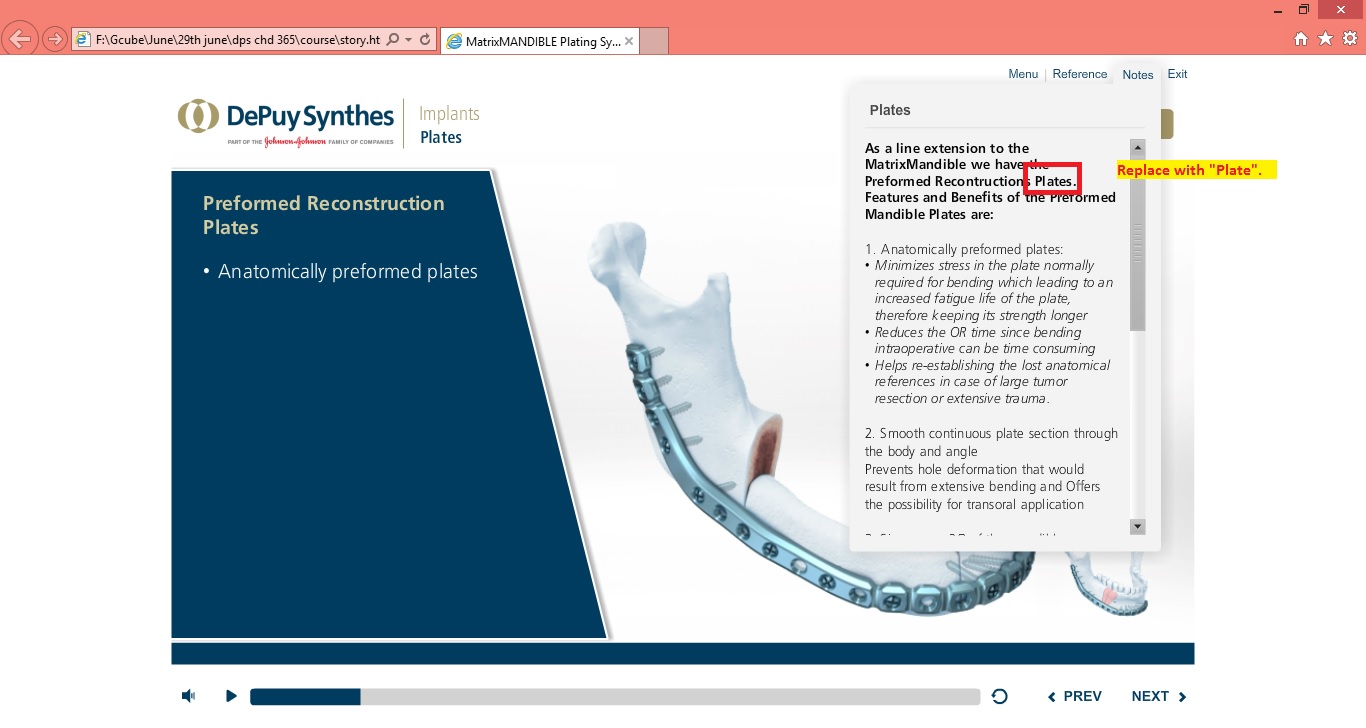 F:\Gcube\June\29th june\dps chd 365\course\story.ht
MatrixMANDIBLE Plating Sy...
Menu
Reference
Notes
Exit
DePuySynthes
PART OF THE Johnson-Johnson FAMILY OF COMPANIES
Implants
Plates
Preformed Reconstruction
Plates
• Anatomically preformed plates
Plates
As a line extension to the
MatrixMandible we have the
Preformed Recontructions Plates.
Features and Benefits of the Preformed
Mandible Plates are:
1. Anatomically preformed plates:
• Minimizes stress in the plate normally
required for bending which leading to an
increased fatigue life of the plate,
therefore keeping its strength longer
• Reduces the OR time since bending
intraoperative can be time consuming
• Helps re-establishing the lost anatomical
references in case of large tumor
resection or extensive trauma.
2. Smooth continuous plate section through
the body and angle
Prevents hole deformation that would
result from extensive bending and Offers
the possibility for transoral application
Replace with "Plate".
PREV
NEXT